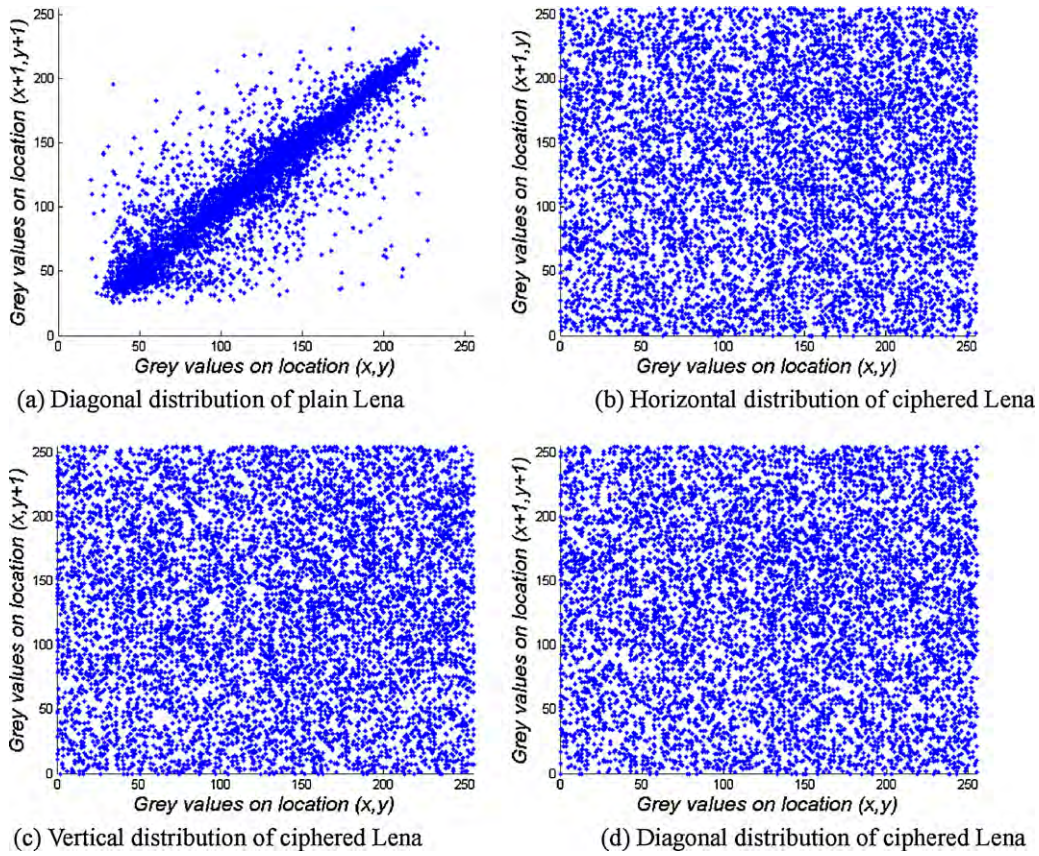 250
200
150
100
50
0
Grey values on location (x+1,y+1)
0 50 100 150 200 250
Grey values on location (x,y)
(a) Diagonal distribution of plain Lena
250
200
150
100
50
0
Grey values on location (x+1,y)
0 50 100 150 200 250
Grey values on location (x,y)
(b) Horizontal distribution of ciphered Lena
250
200
150
100
50
0
Grey values on location (x,y+1)
0 50 100 150 200 250
Grey values on location (x,y)
(c) Vertical distribution of ciphered Lena
250
200
150
100
50
0
Grey values on location (x+1,y+1)
0 50 100 150 200 250
Grey values on location (x,y)
(d) Diagonal distribution of ciphered Lena